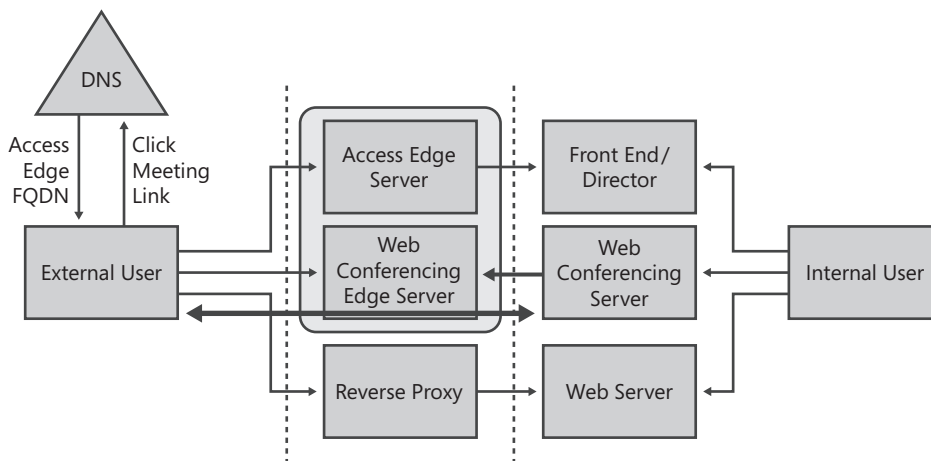 DNS
Access
Edge
FQDN
Click
Meeting
Link
Access Edge
Server
Front End/
Director
External User
Web
Conferencing
Edge Server
Web
Conferencing
Server
Internal User
Reverse Proxy
Web Server